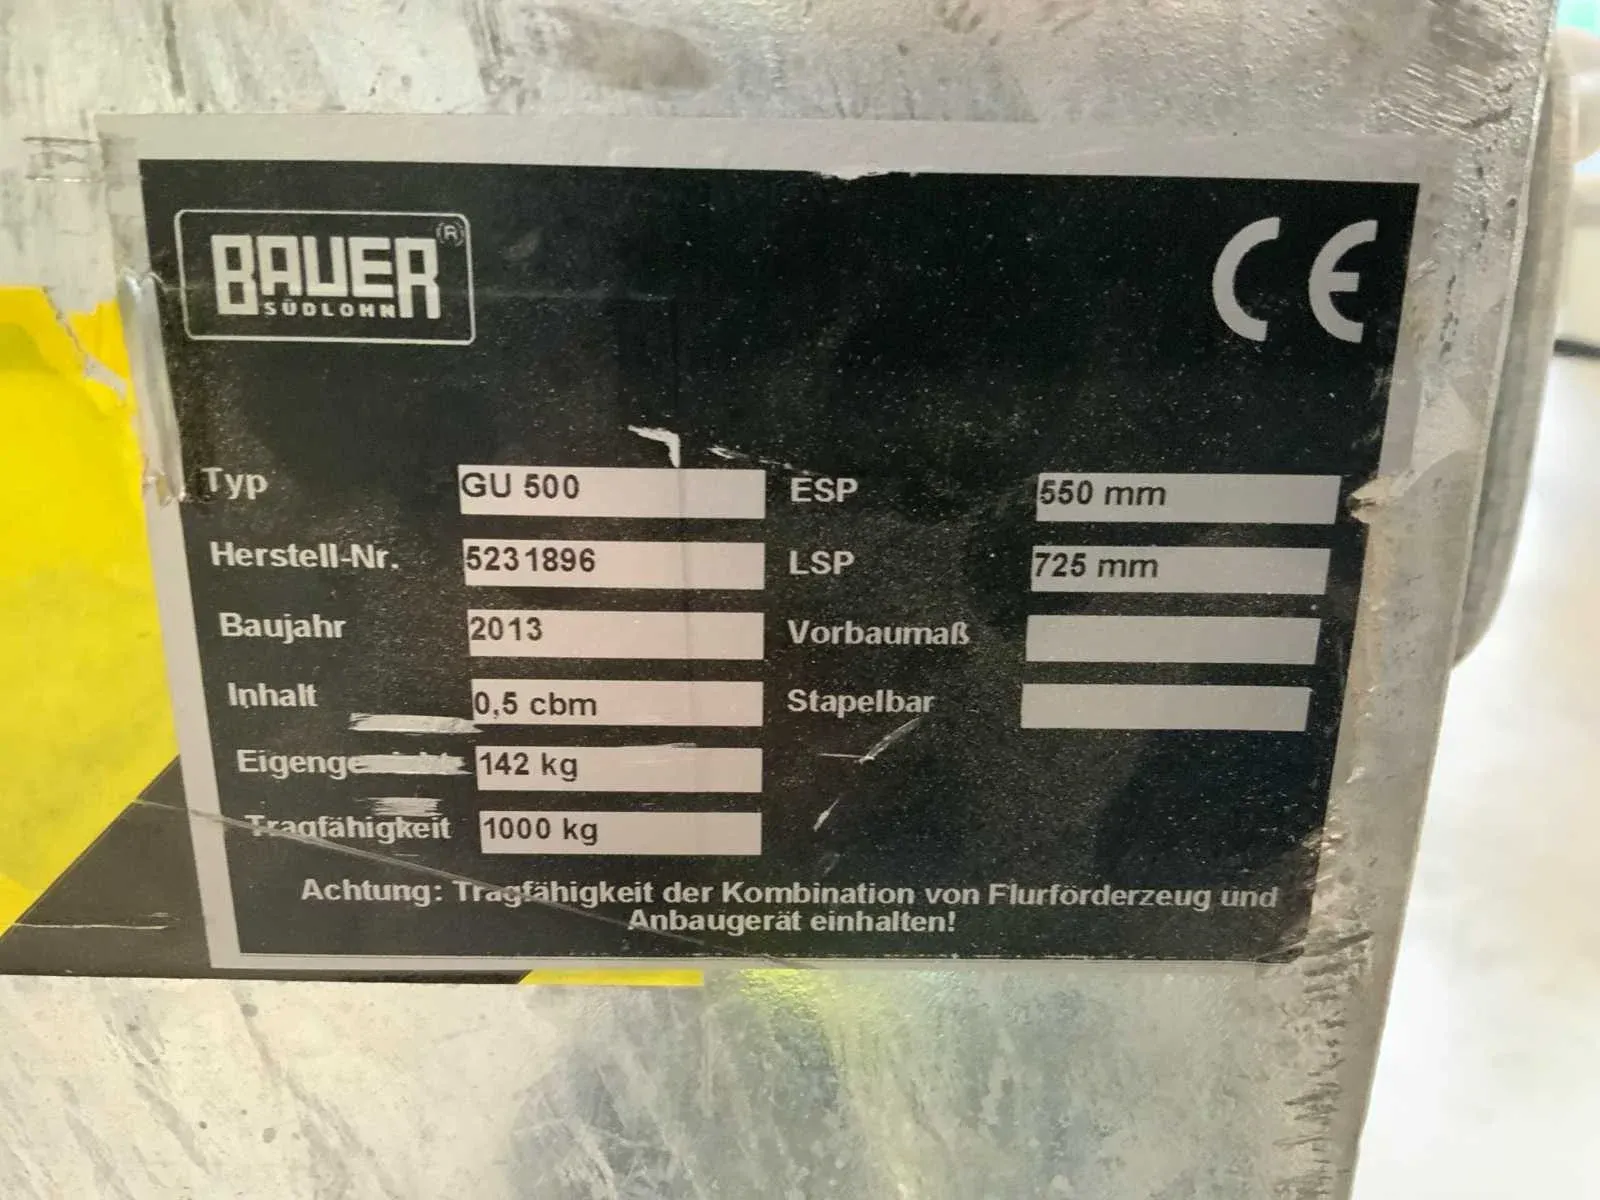 BAUER®
SÜDLOHN
CE
Typ GU 500 ESP 550 mm
Herstell-Nr. 5231896 LSP 725 mm
Baujahr 2013 Vorbaumaß
Inhalt 0,5 cbm Stapelbar
Eigengewicht 142 kg
Tragfähigkeit 1000 kg
Achtung: Tragfähigkeit der Kombination von Flurförderzeug und
Anbaugerät einhalten!